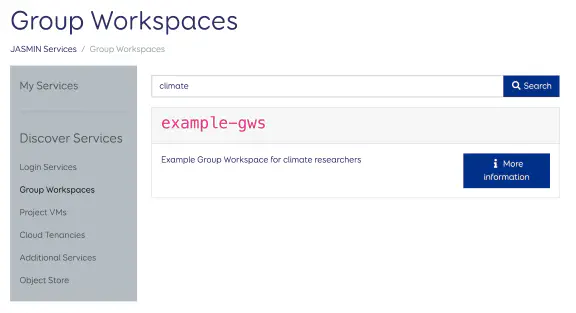 Group Workspaces
JASMIN Services / Group Workspaces
My Services
Discover Services
Login Services
Group Workspaces
Project VMs
Cloud Tenancies
Additional Services
Object Store
climate
Search
example-gws
Example Group Workspace for climate researchers
More
information